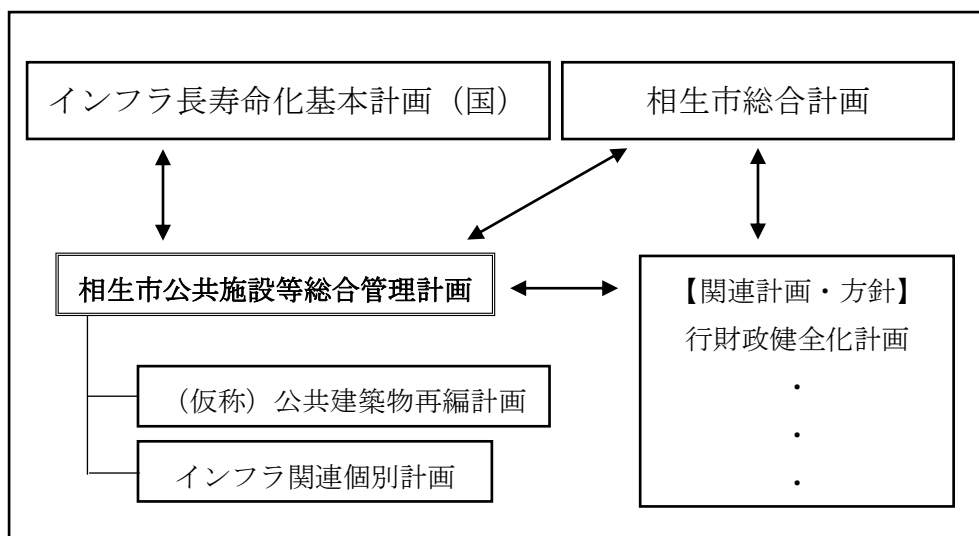 インフラ長寿命化基本計画（国）
相生市総合計画
相生市公共施設等総合管理計画
【関連計画・方針】
行財政健全化計画
・
・
・
（仮称）公共建築物再編計画
インフラ関連個別計画